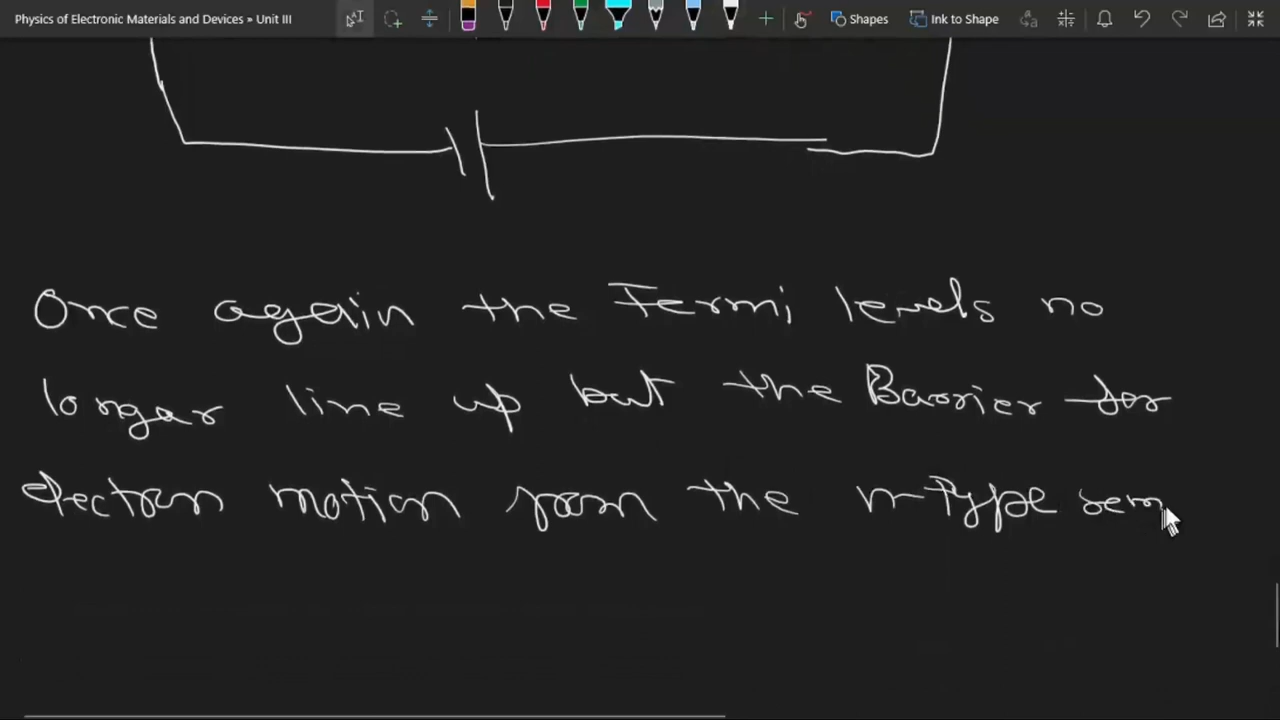 Physics of Electronic Materials and Devices » Unit III
Shapes
Ink to Shape
Once again the Fermi levels no
longar line up but the Barrier for
electron motion from the n-Type sem